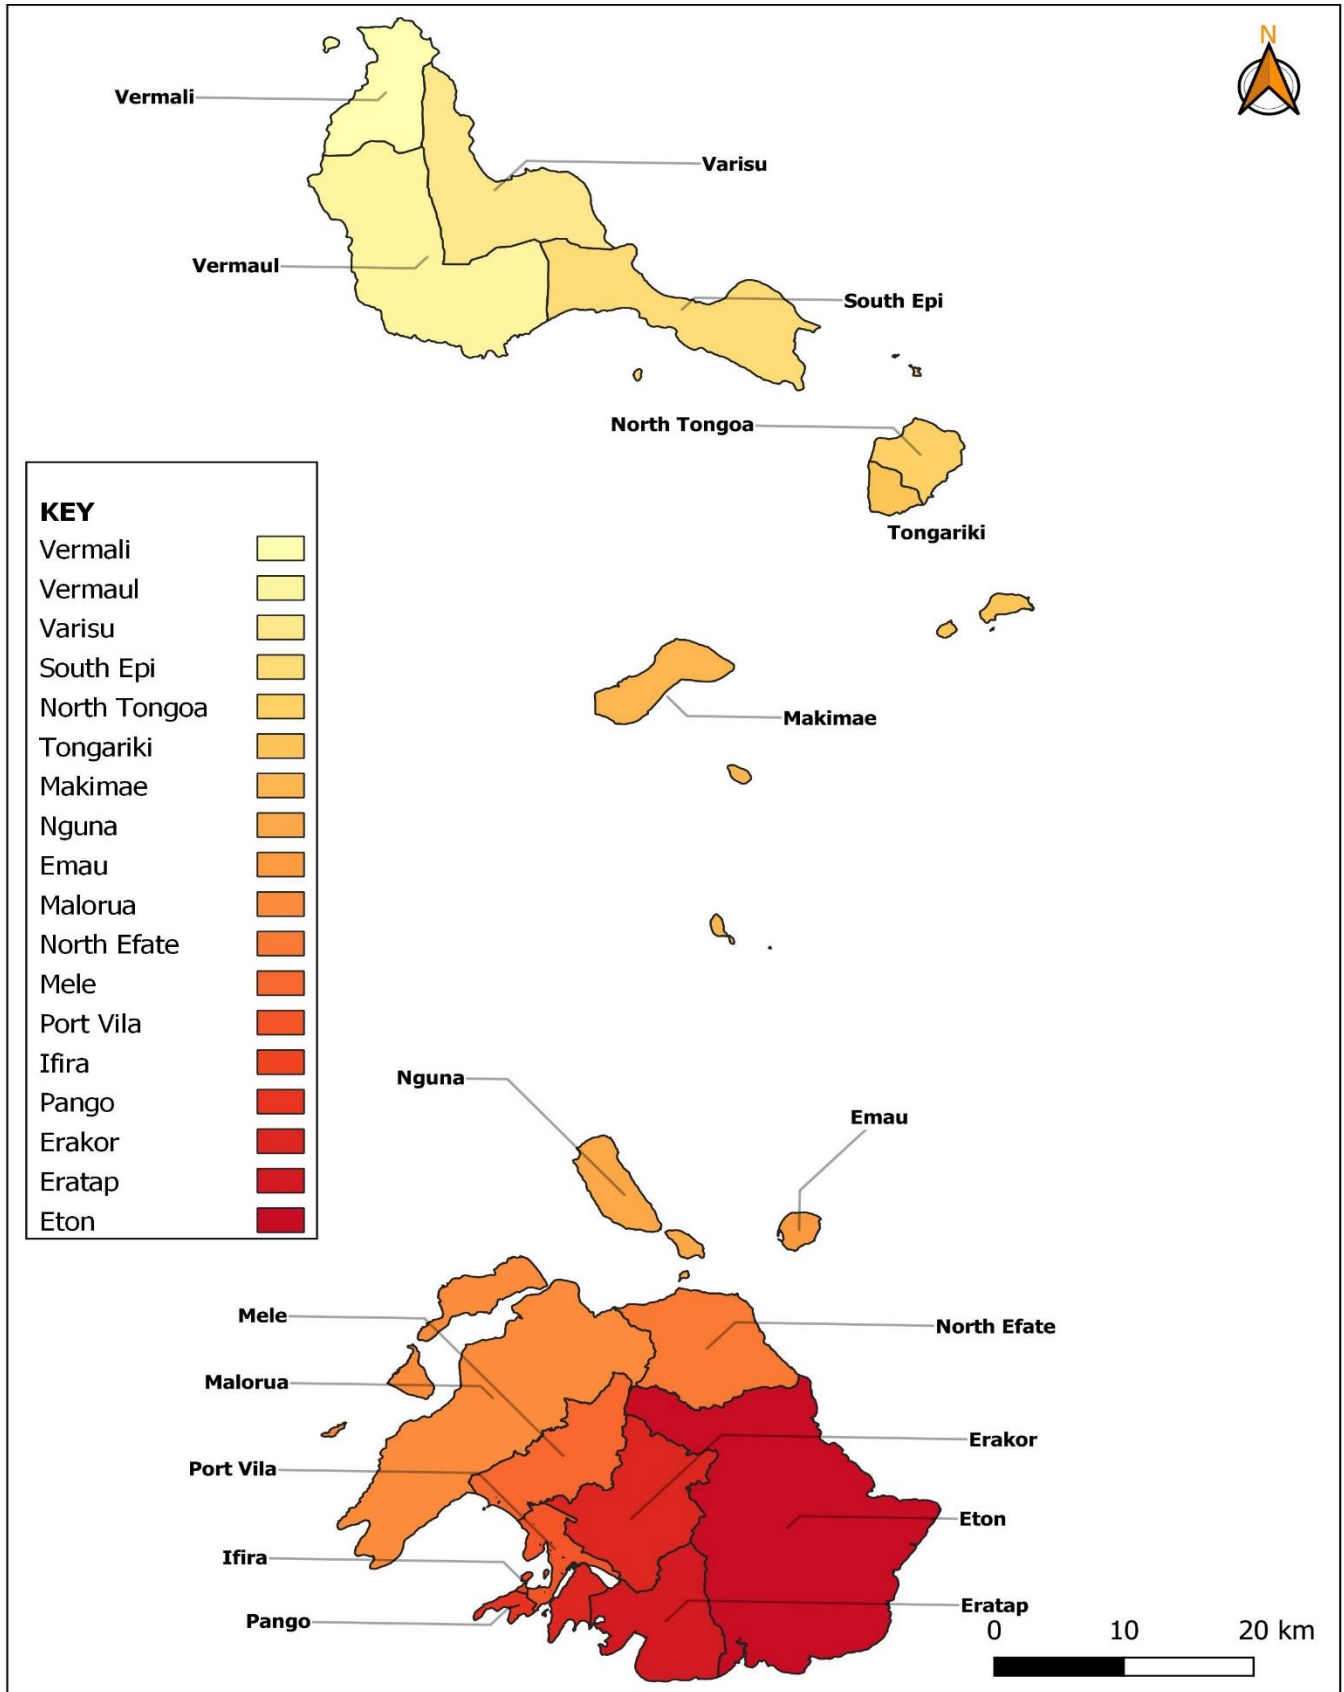 N
Vermali
Varisu
Vermaul
South Epi
North Tongoa
Tongariki
Makimae
KEY
Vermali
Vermaul
Varisu
South Epi
North Tongoa
Tongariki
Makimae
Nguna
Emau
Malorua
North Efate
Mele
Port Vila
Ifira
Pango
Erakor
Eratap
Eton
Nguna
Emau
Mele
North Efate
Malorua
Erakor
Port Vila
Eton
Ifira
Eratap
Pango
0 10 20 km